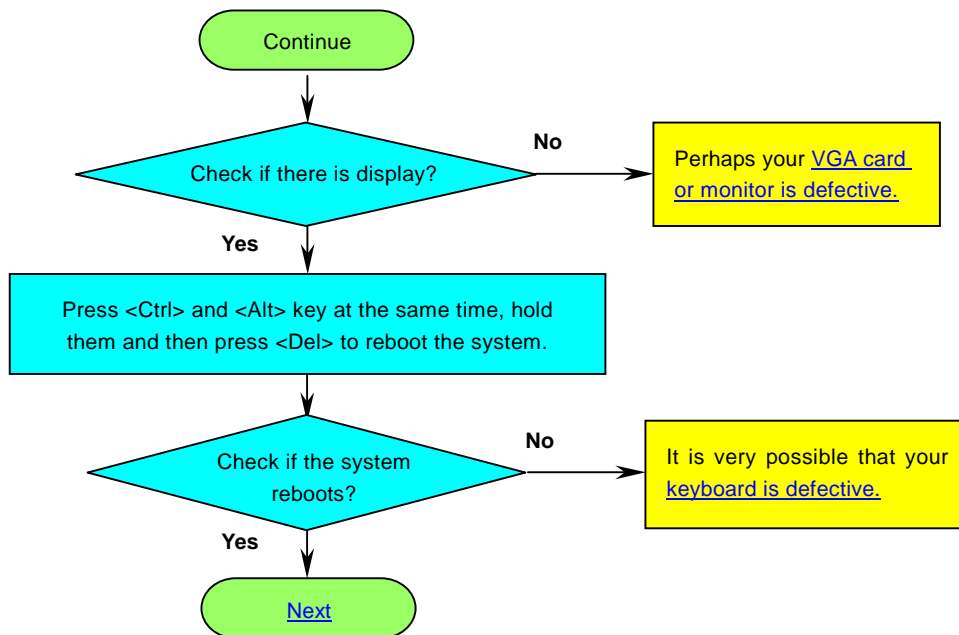 Continue
Check if there is display?
No
Perhaps your VGA card
or monitor is defective.
Yes
Press <Ctrl> and <Alt> key at the same time, hold
them and then press <Del> to reboot the system.
Check if the system
reboots?
No
It is very possible that your
keyboard is defective.
Yes
Next